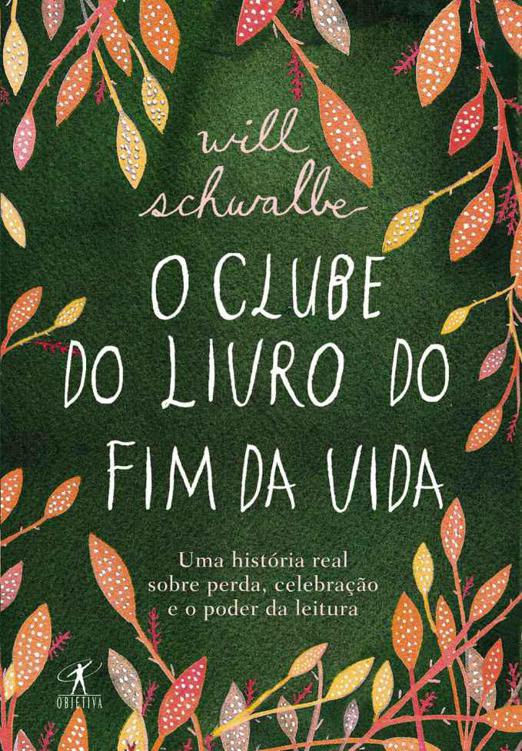 will
schwalbe
O CLUBE
DO LIVRO DO
FIM DA VIDA
Uma história real
sobre perda, celebração
e o poder da leitura
OBJETIVA